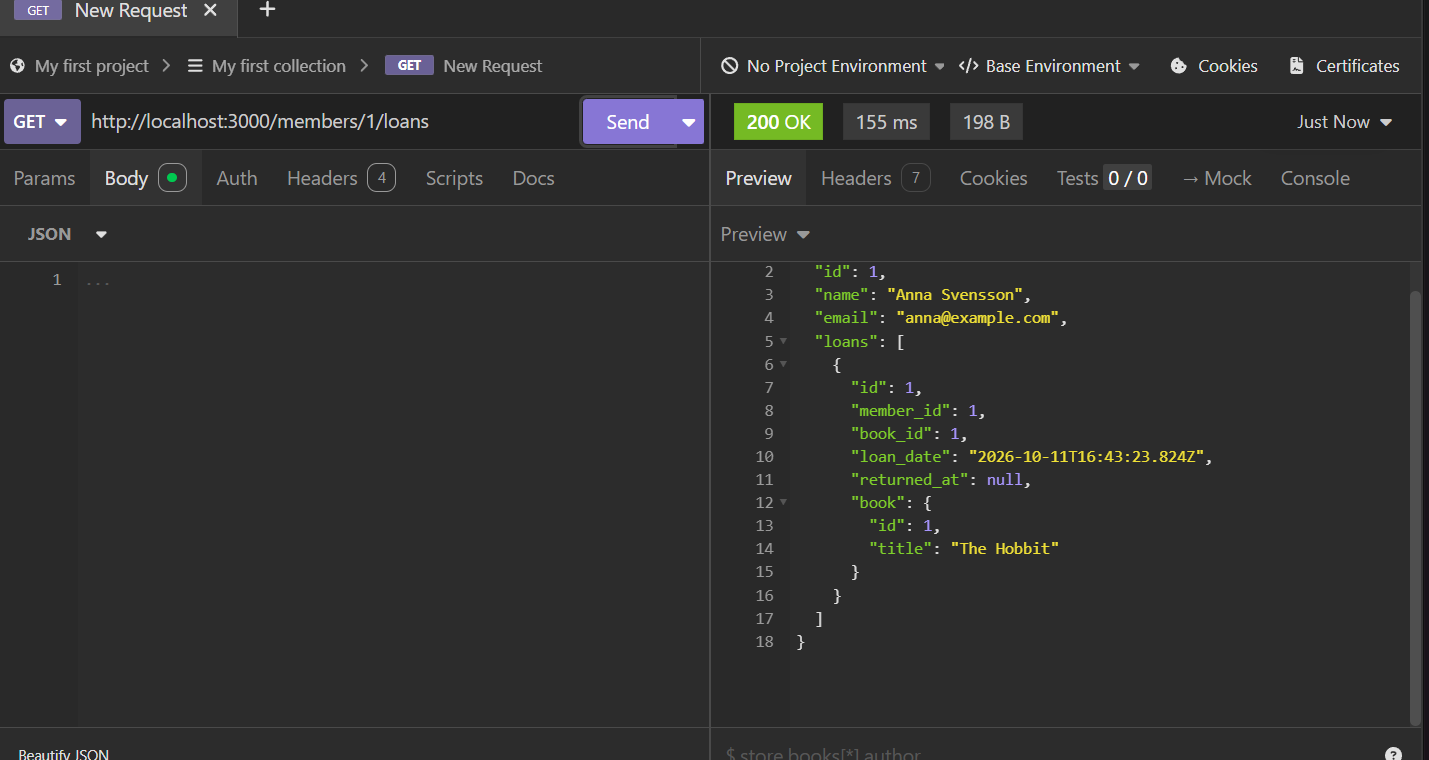 GET New Request ✕ +
My first project > My first collection > GET New Request
No Project Environment </> Base Environment Cookies Certificates
GET http://localhost:3000/members/1/loans Send
200 OK 155 ms 198 B Just Now
Params Body Auth Headers 4 Scripts Docs
Preview Headers 7 Cookies Tests 0 / 0 → Mock Console
JSON
Preview
1 ...
2 "id": 1,
3 "name": "Anna Svensson",
4 "email": "anna@example.com",
5 "loans": [
6 {
7 "id": 1,
8 "member_id": 1,
9 "book_id": 1,
10 "loan_date": "2026-10-11T16:43:23.824Z",
11 "returned_at": null,
12 "book": {
13 "id": 1,
14 "title": "The Hobbit"
15 }
16 }
17 ]
18 }
Beautify JSON
$.store.books[*].author
?